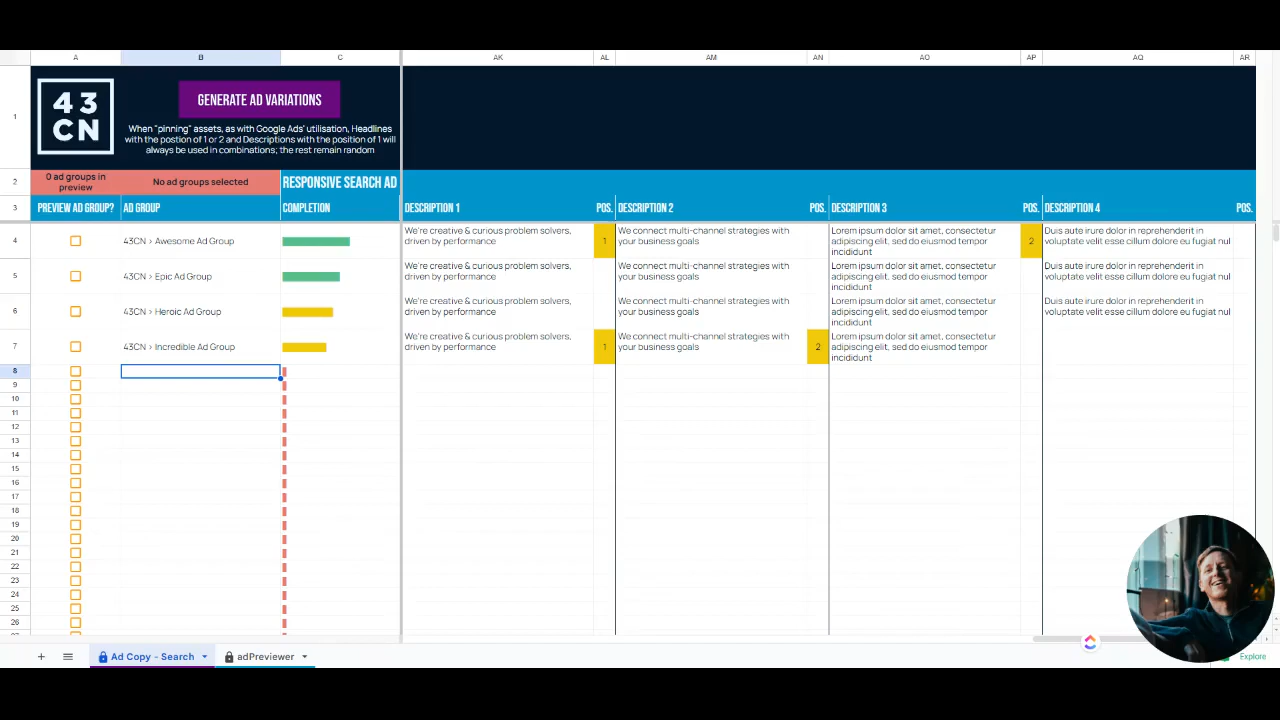 A B C AK AL AM AN AO AP AQ AR
1
43
CN
GENERATE AD VARIATIONS
When "pinning" assets, as with Google Ads' utilisation, Headlines
with the postion of 1 or 2 and Descriptions with the position of 1 will
always be used in combinations; the rest remain random
2
0 ad groups in
preview
No ad groups selected
RESPONSIVE SEARCH AD
3 PREVIEW AD GROUP? AD GROUP COMPLETION DESCRIPTION 1 POS. DESCRIPTION 2 POS. DESCRIPTION 3 POS. DESCRIPTION 4 POS.
4
43CN > Awesome Ad Group
We're creative & curious problem solvers,
driven by performance
1
We connect multi-channel strategies with
your business goals
Lorem ipsum dolor sit amet, consectetur
adipiscing elit, sed do eiusmod tempor
incididunt
2
Duis aute irure dolor in reprehenderit in
voluptate velit esse cillum dolore eu fugiat nul
5
43CN > Epic Ad Group
We're creative & curious problem solvers,
driven by performance
We connect multi-channel strategies with
your business goals
Lorem ipsum dolor sit amet, consectetur
adipiscing elit, sed do eiusmod tempor
incididunt
Duis aute irure dolor in reprehenderit in
voluptate velit esse cillum dolore eu fugiat nul
6
43CN > Heroic Ad Group
We're creative & curious problem solvers,
driven by performance
We connect multi-channel strategies with
your business goals
Lorem ipsum dolor sit amet, consectetur
adipiscing elit, sed do eiusmod tempor
incididunt
Duis aute irure dolor in reprehenderit in
voluptate velit esse cillum dolore eu fugiat nul
7
43CN > Incredible Ad Group
We're creative & curious problem solvers,
driven by performance
1
We connect multi-channel strategies with
your business goals
2
Lorem ipsum dolor sit amet, consectetur
adipiscing elit, sed do eiusmod tempor
incididunt
8
9
10
11
12
13
14
15
16
17
18
19
20
21
22
23
24
25
26
Ad Copy - Search
adPreviewer
Explore